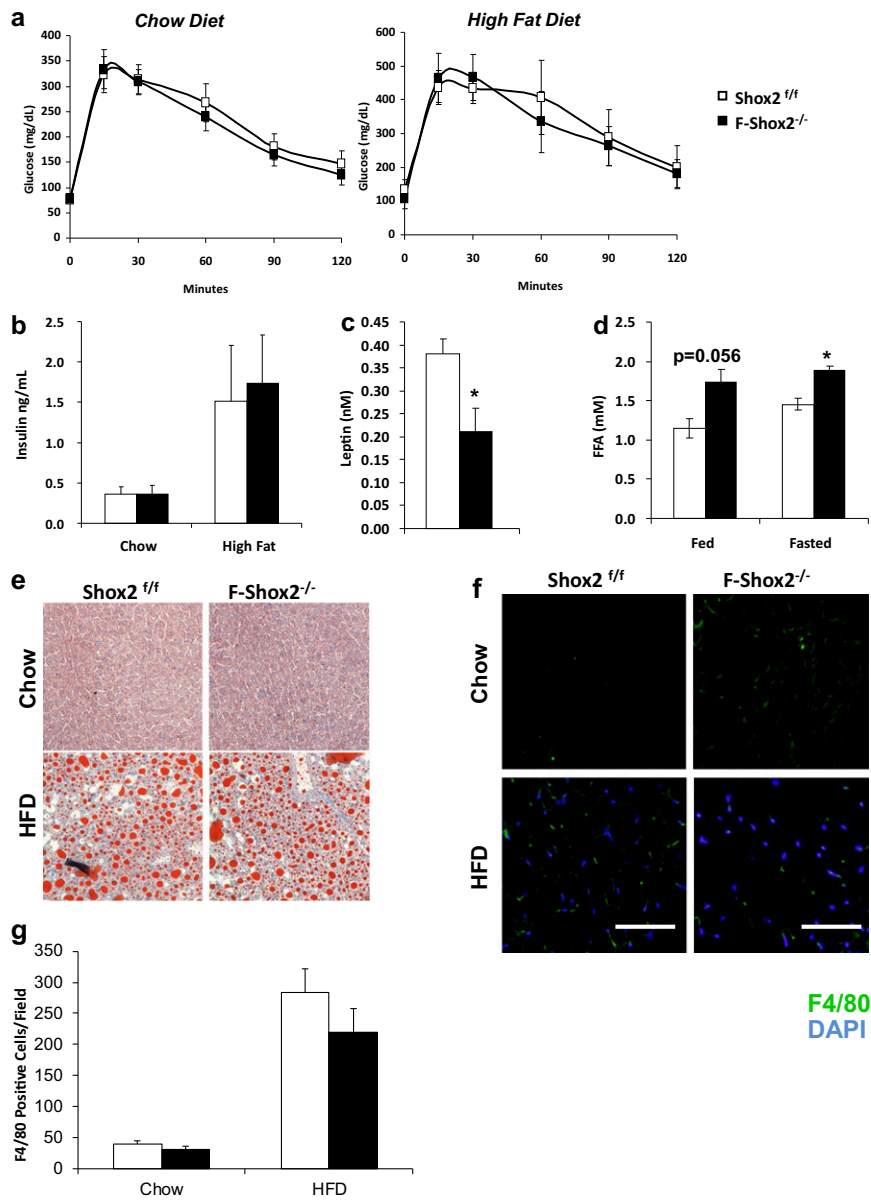 a
Chow Diet
High Fat Diet
Glucose (mg/dL)
400
350
300
250
200
150
100
50
0
0
30
60
90
120
Minutes
Glucose (mg/dL)
600
500
400
300
200
100
0
0
30
60
90
120
Minutes
Shox2 f/f
F-Shox2-/-
b
Insulin ng/mL
2.5
2.0
1.5
1.0
0.5
0.0
Chow
High Fat
c
Leptin (nM)
0.45
0.40
0.35
0.30
0.25
0.20
0.15
0.10
0.05
0.00
*
d
FFA (mM)
2.5
2.0
1.5
1.0
0.5
0.0
p=0.056
*
Fed
Fasted
e
Shox2 f/f
F-Shox2-/-
Chow
HFD
f
Shox2 f/f
F-Shox2-/-
Chow
HFD
F4/80
DAPI
g
F4/80 Positive Cells/Field
350
300
250
200
150
100
50
0
Chow
HFD